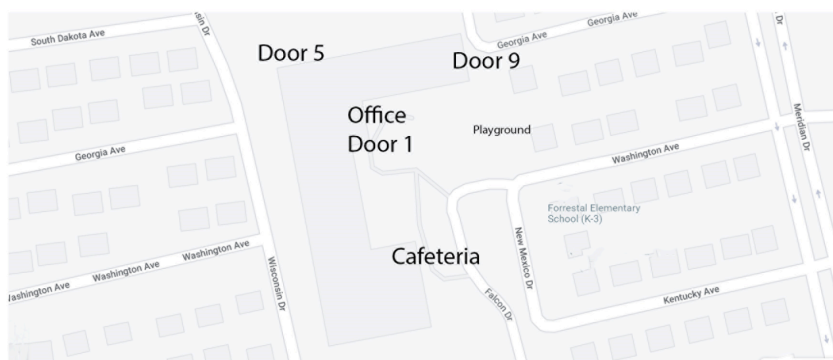 South Dakota Ave
Georgia Ave
Georgia Ave
Door 5
Door 9
Office
Door 1
Playground
Meridian Dr
Washington Ave
Georgia Ave
Forrestal Elementary
School (K-3)
Washington Ave
Washington Ave
Wisconsin Dr
Cafeteria
New Mexico Dr
Falcon Dr
Kentucky Ave